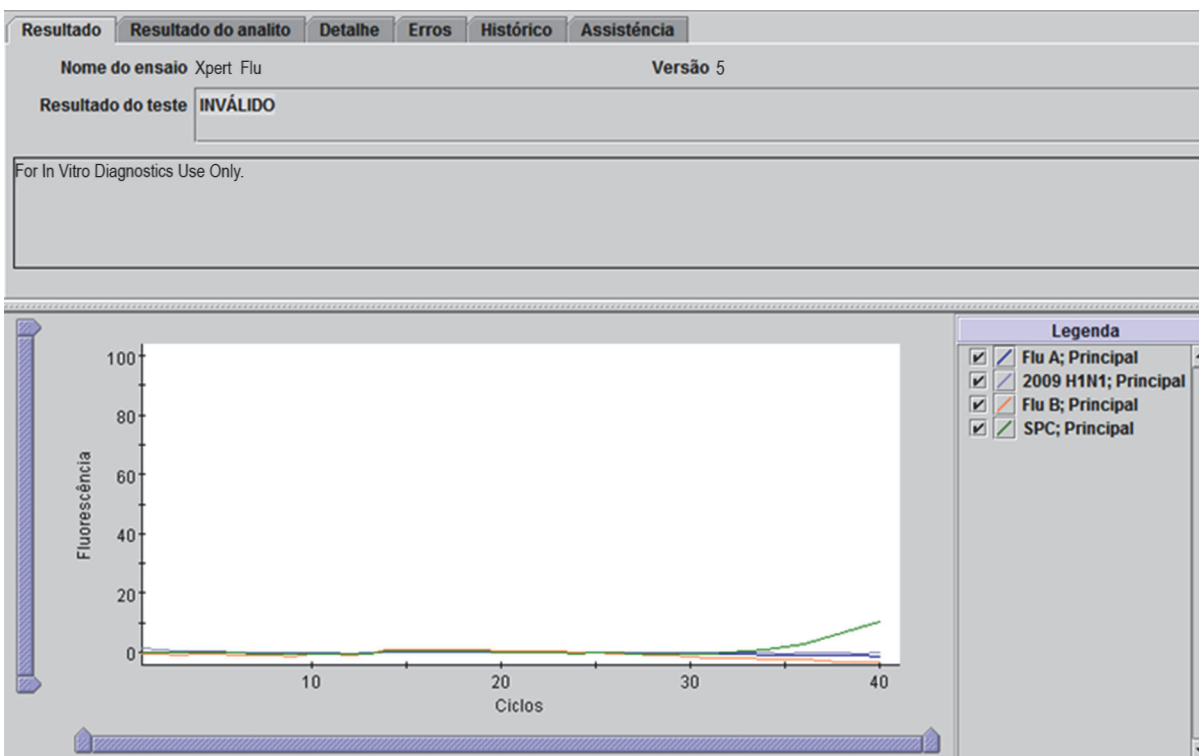 Resultado Resultado do analito Detalhe Erros Histórico Assisténcia
Nome do ensaio Xpert Flu Versão 5
Resultado do teste INVÁLIDO
For In Vitro Diagnostics Use Only.
Legenda
Flu A; Principal
2009 H1N1; Principal
Flu B; Principal
SPC; Principal
Fluorescência
100
80
60
40
20
0
10 20 30 40
Ciclos